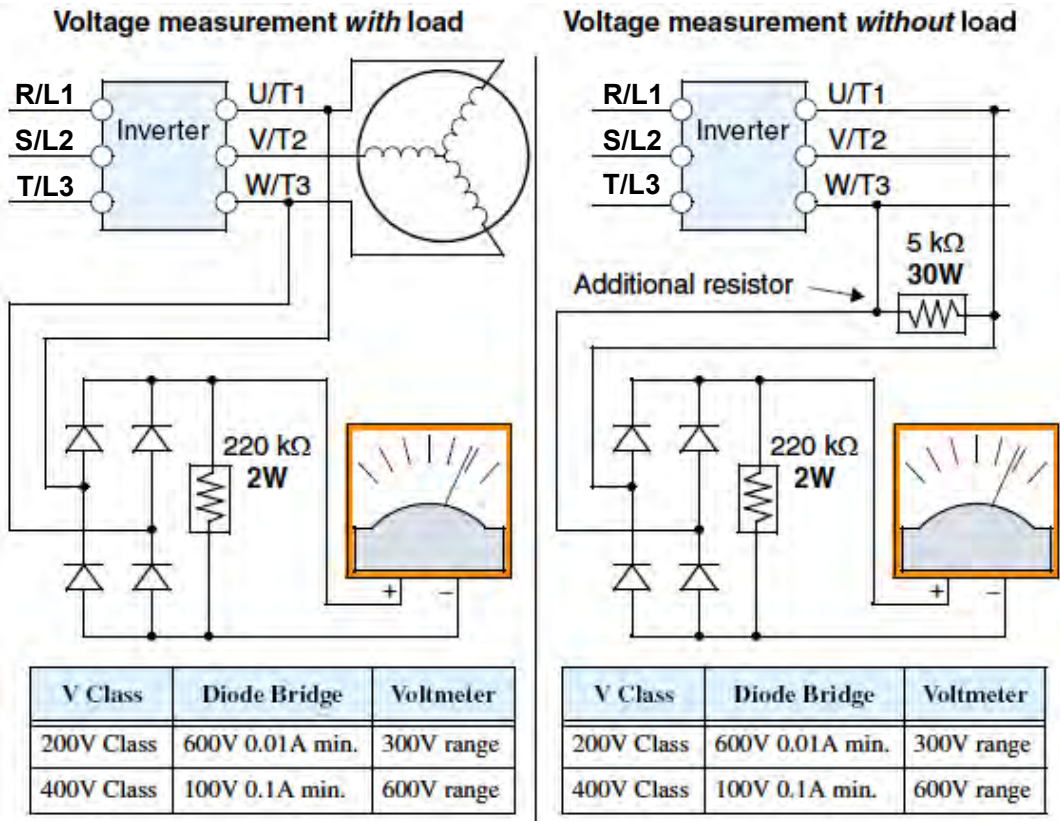 Voltage measurement with load
R/L1
S/L2
T/L3
Inverter
U/T1
V/T2
W/T3
220 kΩ
2W
+ −
V Class Diode Bridge Voltmeter
200V Class 600V 0.01A min. 300V range
400V Class 100V 0.1A min. 600V range
Voltage measurement without load
R/L1
S/L2
T/L3
Inverter
U/T1
V/T2
W/T3
5 kΩ
30W
Additional resistor
220 kΩ
2W
+ −
V Class Diode Bridge Voltmeter
200V Class 600V 0.01A min. 300V range
400V Class 100V 0.1A min. 600V range